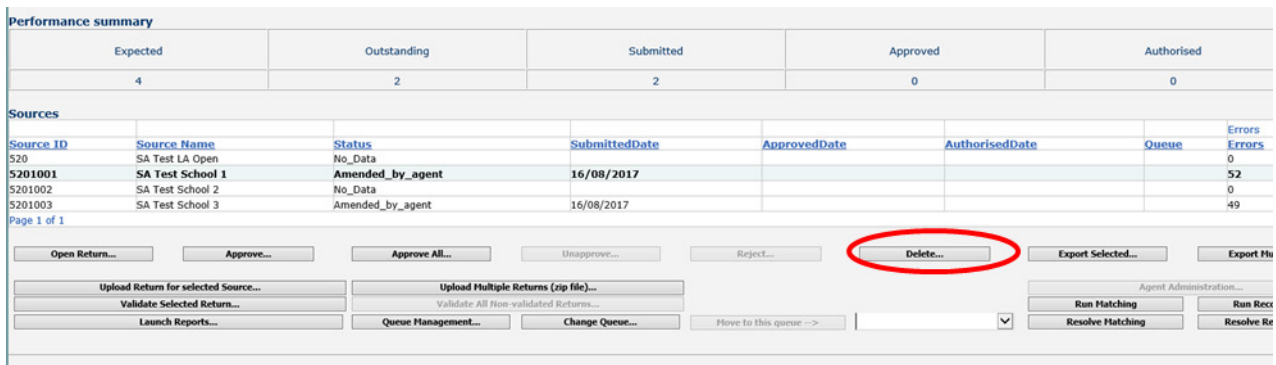 Performance summary
Expected Outstanding Submitted Approved Authorised
4 2 2 0 0
Sources
Errors
Source ID Source Name Status SubmittedDate ApprovedDate AuthorisedDate Queue Errors
520 SA Test LA Open No_Data 0
5201001 SA Test School 1 Amended_by_agent 16/08/2017 52
5201002 SA Test School 2 No_Data 0
5201003 SA Test School 3 Amended_by_agent 16/08/2017 49
Page 1 of 1
Open Return... Approve... Approve All... Unapprove... Reject... Delete... Export Selected... Export Mu
Upload Return for selected Source... Upload Multiple Returns (zip file)... Agent Administration...
Validate Selected Return... Validate All Non-validated Returns... Run Matching Run Reco
Launch Reports... Queue Management... Change Queue... Move to this queue --> Resolve Matching Resolve Re